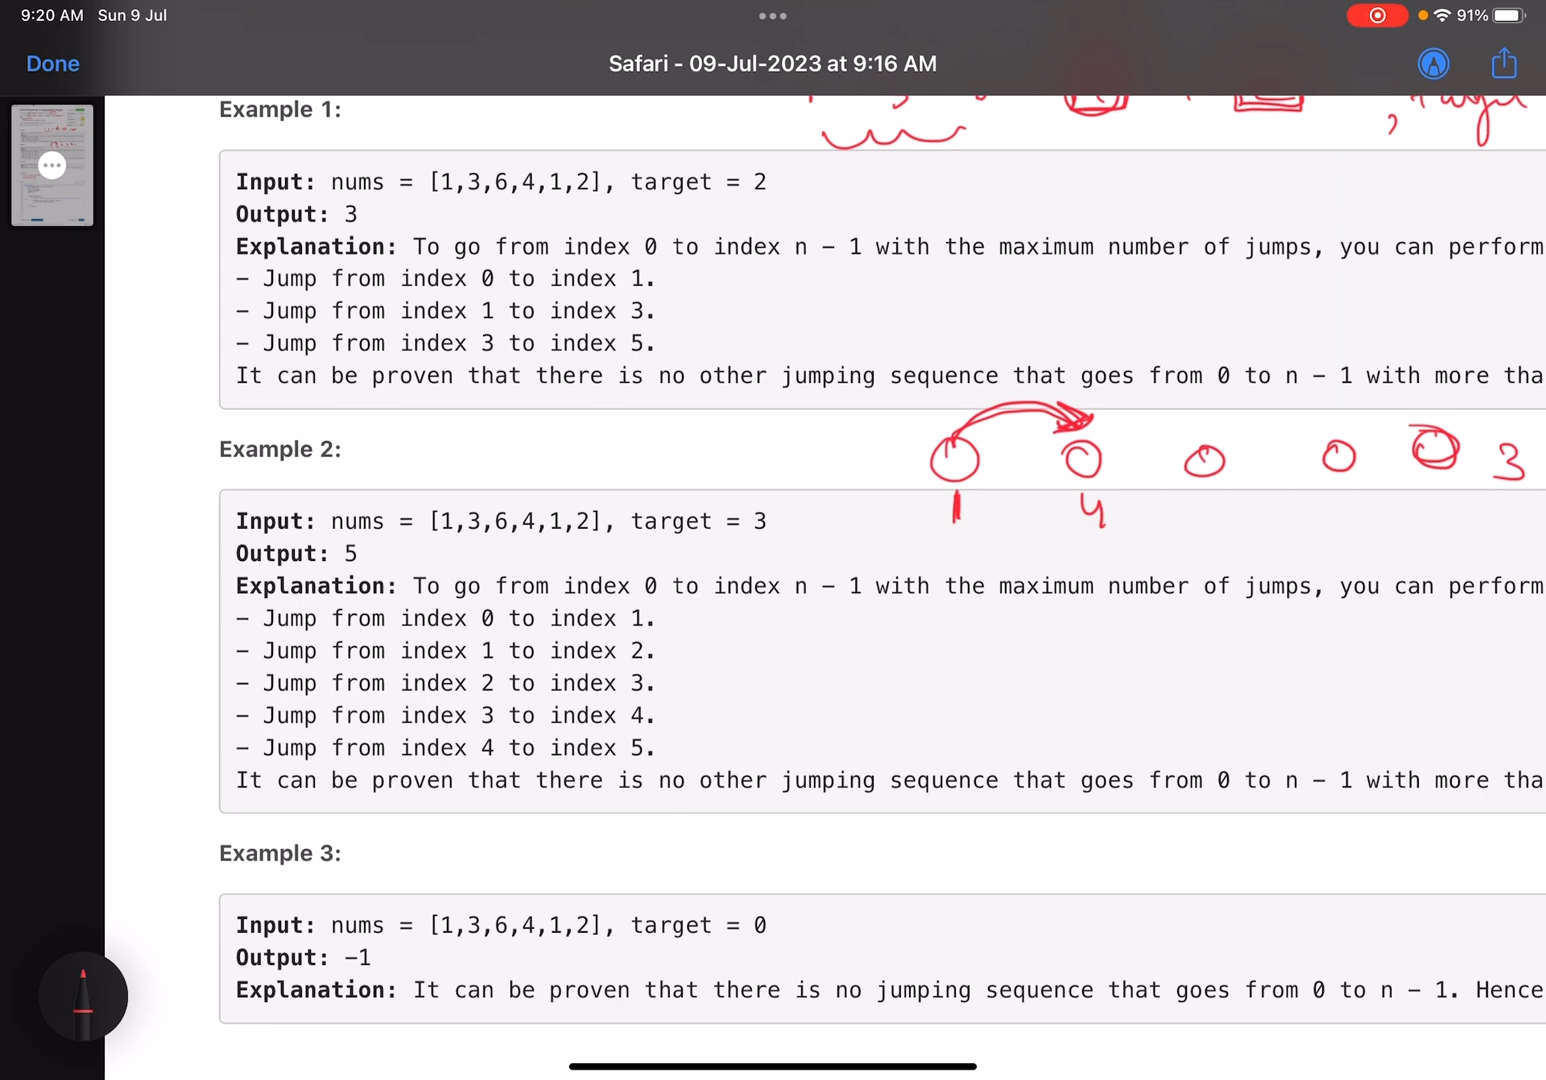 9:20 AM Sun 9 Jul
91%
Done
Safari - 09-Jul-2023 at 9:16 AM
Example 1:
Input: nums = [1,3,6,4,1,2], target = 2
Output: 3
Explanation: To go from index 0 to index n - 1 with the maximum number of jumps, you can perform
- Jump from index 0 to index 1.
- Jump from index 1 to index 3.
- Jump from index 3 to index 5.
It can be proven that there is no other jumping sequence that goes from 0 to n - 1 with more tha
Example 2:
3
1 4
Input: nums = [1,3,6,4,1,2], target = 3
Output: 5
Explanation: To go from index 0 to index n - 1 with the maximum number of jumps, you can perform
- Jump from index 0 to index 1.
- Jump from index 1 to index 2.
- Jump from index 2 to index 3.
- Jump from index 3 to index 4.
- Jump from index 4 to index 5.
It can be proven that there is no other jumping sequence that goes from 0 to n - 1 with more tha
Example 3:
Input: nums = [1,3,6,4,1,2], target = 0
Output: -1
Explanation: It can be proven that there is no jumping sequence that goes from 0 to n - 1. Hence